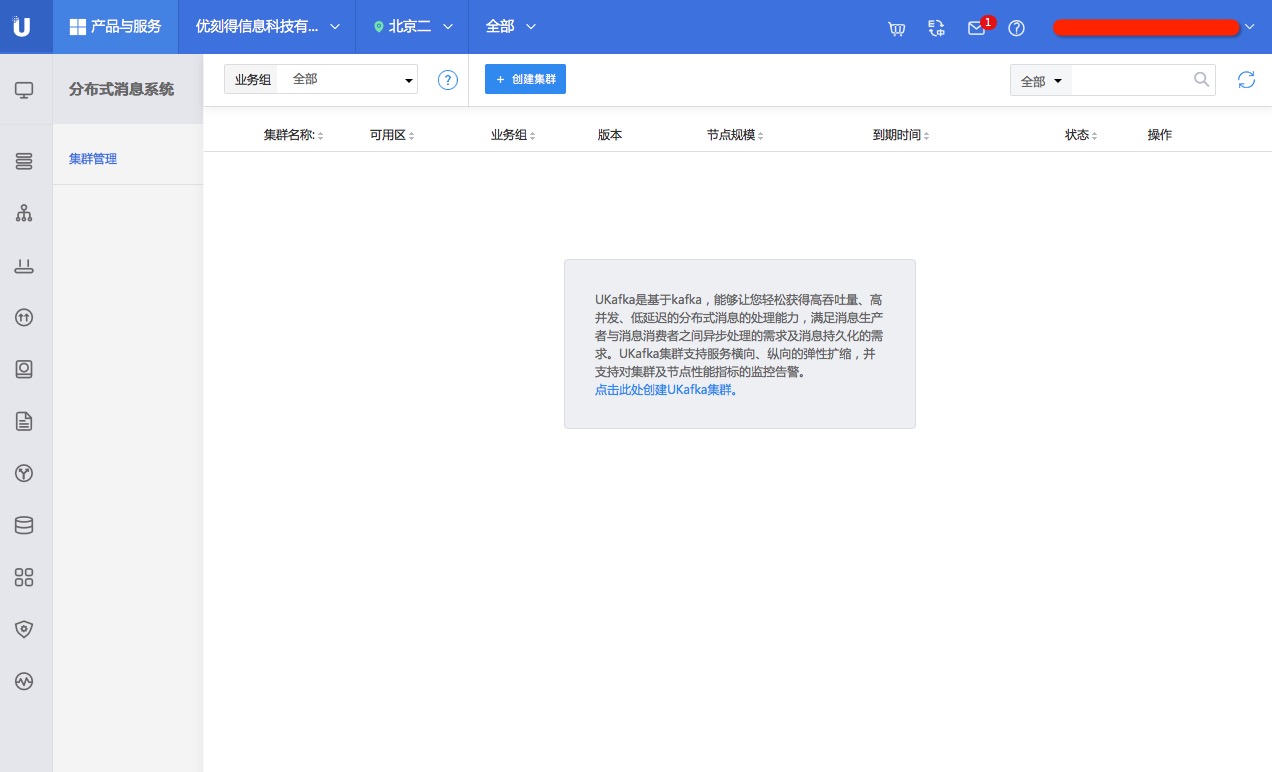 产品与服务
优刻得信息科技有...
北京二
全部
1
分布式消息系统
业务组
全部
+ 创建集群
全部
集群管理
集群名称:
可用区
业务组
版本
节点规模
到期时间
状态
操作
UKafka是基于kafka，能够让您轻松获得高吞吐量、高
并发、低延迟的分布式消息的处理能力，满足消息生产
者与消息消费者之间异步处理的需求及消息持久化的需
求。UKafka集群支持服务横向、纵向的弹性扩缩，并
支持对集群及节点性能指标的监控告警。
点击此处创建UKafka集群。